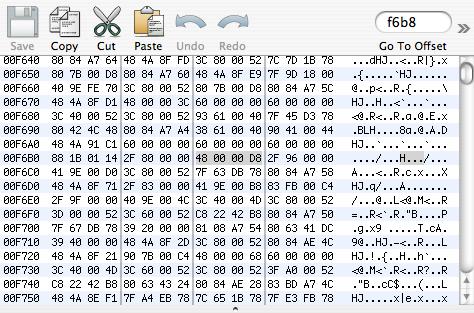 Save Copy Cut Paste Undo Redo
f6b8
Go To Offset
00F640 80 84 A7 64 48 4A 8F FD 3C 80 00 52 7C 7D 1B 78 ...dHJ..<..R|}.x
00F650 80 7B 00 D8 80 84 A7 60 48 4A 8F E9 7F 9D 18 00 .{.....`HJ......
00F660 40 9E FE 70 3C 80 00 52 80 7B 00 D8 80 84 A7 5C @..p<..R.{.....\
00F670 48 4A 8F D1 48 00 00 3C 60 00 00 00 60 00 00 00 HJ..H..<`...`...
00F680 3C 40 00 52 3C 80 00 52 93 61 00 40 7F 45 D3 78 <@.R<..R.a.@.E.x
00F690 80 42 4C 48 80 84 A7 A4 38 61 00 40 90 41 00 44 .BLH....8a.@.A.D
00F6A0 48 4A 91 C1 60 00 00 00 60 00 00 00 60 00 00 00 HJ..`...`...`...
00F6B0 88 1B 01 14 2F 80 00 00 48 00 00 D8 2F 96 00 00 ..../...H.../...
00F6C0 41 9E 00 D0 3C 80 00 52 7F 63 DB 78 80 84 A7 58 A...<..R.c.x...X
00F6D0 48 4A 8F 71 2F 83 00 00 41 9E 00 B8 83 FB 00 C4 HJ.q/...A.......
00F6E0 2F 9F 00 00 40 9E 00 4C 3C 40 00 4D 3C 80 00 52 /...@..L<@.M<..R
00F6F0 3D 00 00 52 3C 60 00 52 C8 22 42 B8 80 84 A7 50 =..R<`.R."B....P
00F700 7F 67 DB 78 39 20 00 00 81 08 A7 54 80 63 41 DC .g.x9 .....T.cA.
00F710 39 40 00 00 48 4A 8F 2D 3C 80 00 52 80 84 AE 4C 9@..HJ.-<..R...L
00F720 48 4A 8F 21 90 7B 00 C4 48 00 00 68 60 00 00 00 HJ.!.{..H..h`...
00F730 3C 40 00 4D 3C 60 00 52 3C 80 00 52 3F A0 00 52 <@.M<`.R<..R?..R
00F740 C8 22 42 B8 80 63 43 24 80 84 AE 28 83 BD A7 4C ."B..cC$...(...L
00F750 48 4A 8E F1 7F A4 EB 78 7C 65 1B 78 7F E3 FB 78 HJ.....x|e.x...x